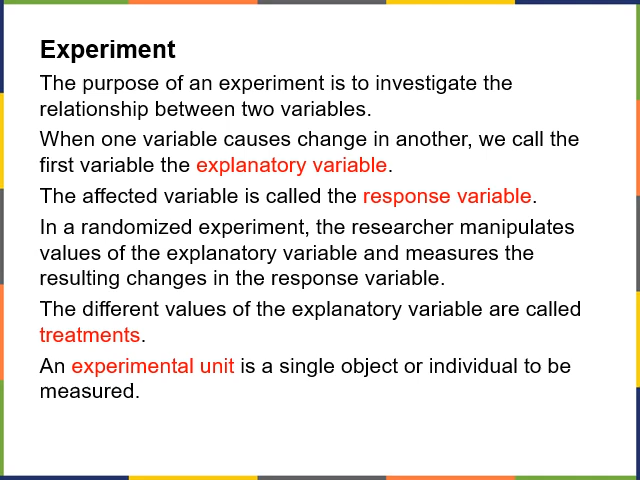 Experiment
The purpose of an experiment is to investigate the
relationship between two variables.
When one variable causes change in another, we call the
first variable the explanatory variable.
The affected variable is called the response variable.
In a randomized experiment, the researcher manipulates
values of the explanatory variable and measures the
resulting changes in the response variable.
The different values of the explanatory variable are called
treatments.
An experimental unit is a single object or individual to be
measured.